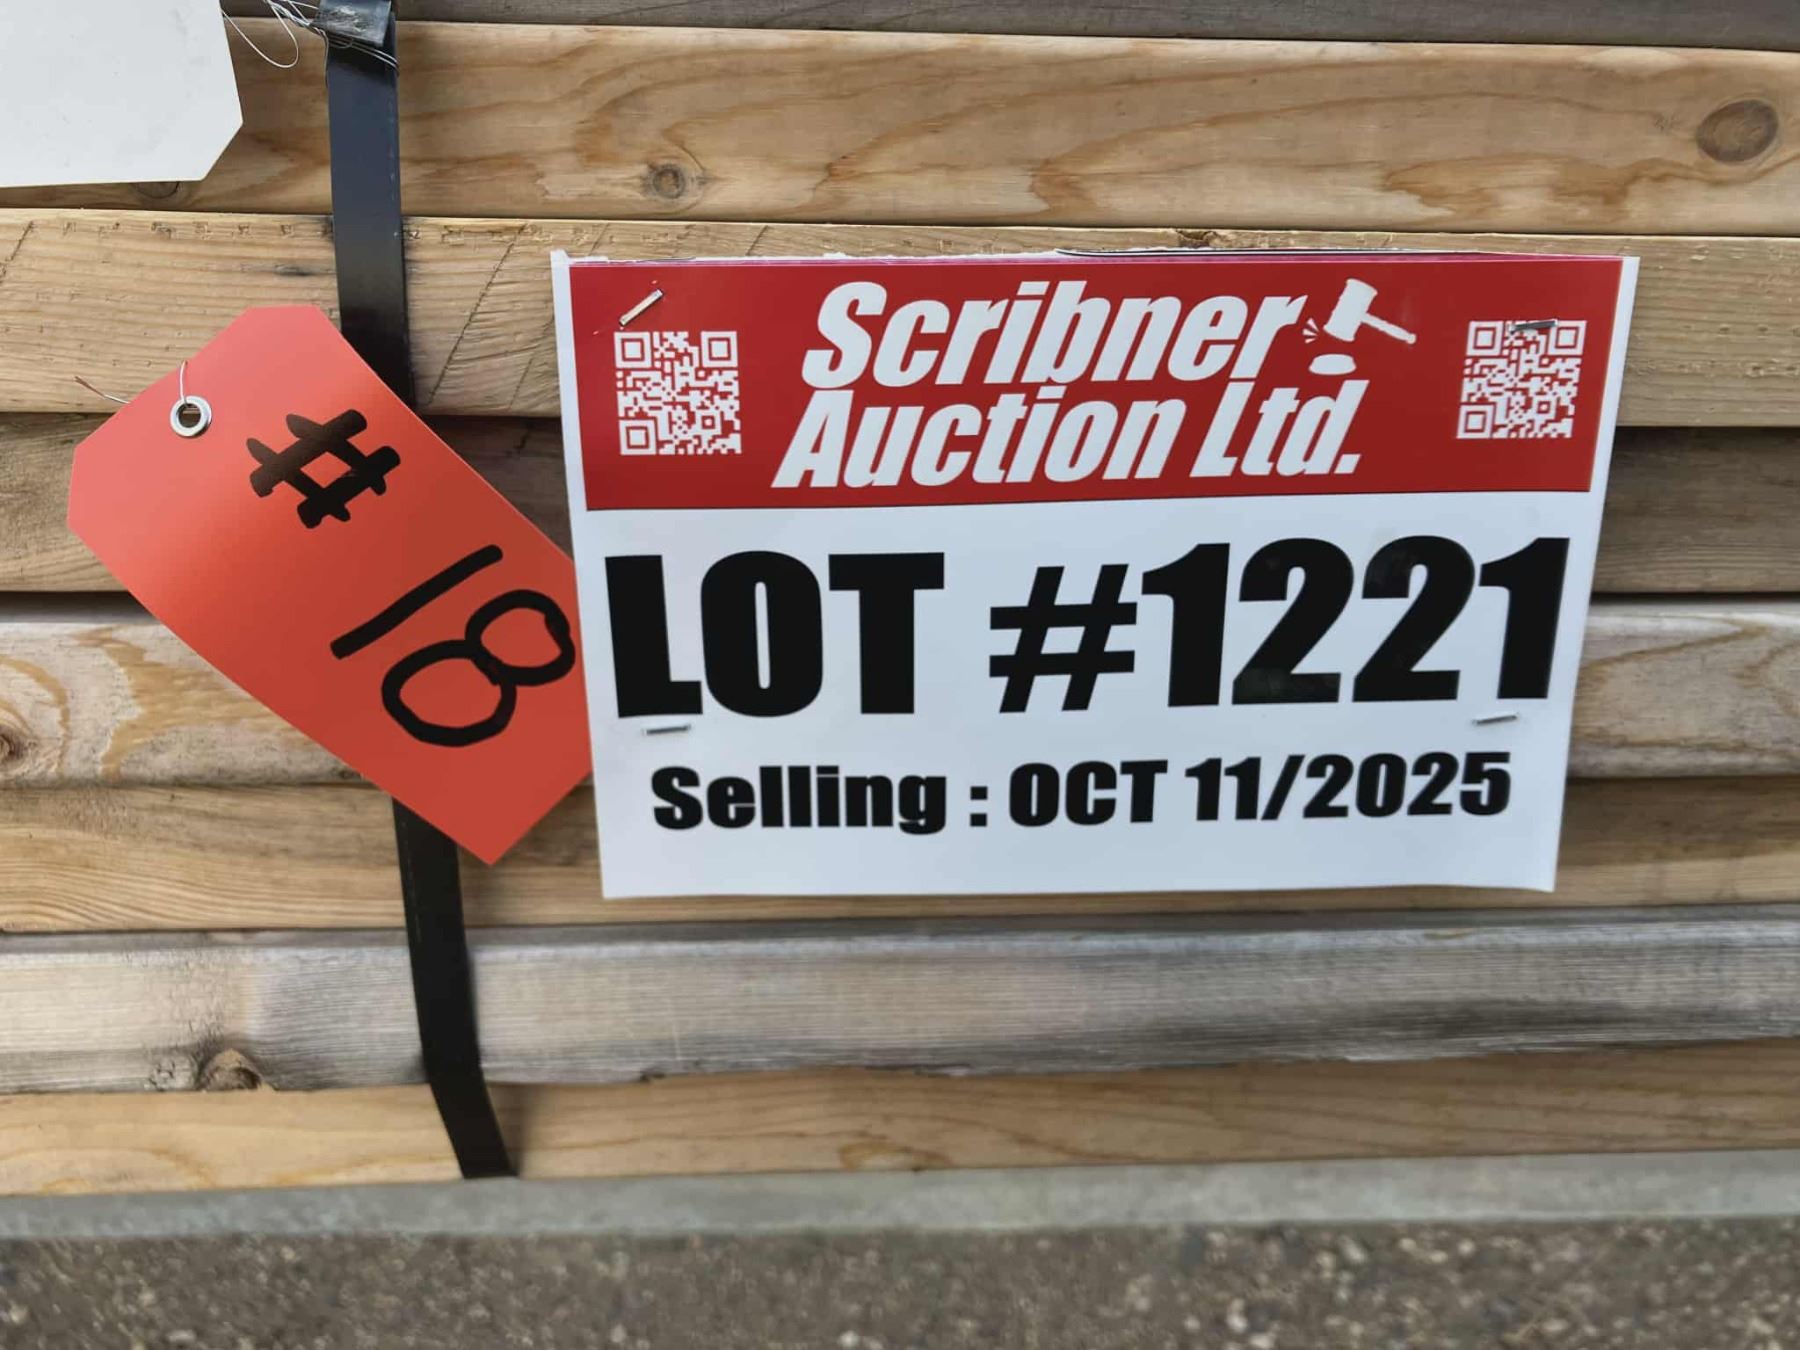 # 18
Scribner
Auction Ltd.
LOT #1221
Selling : OCT 11/2025